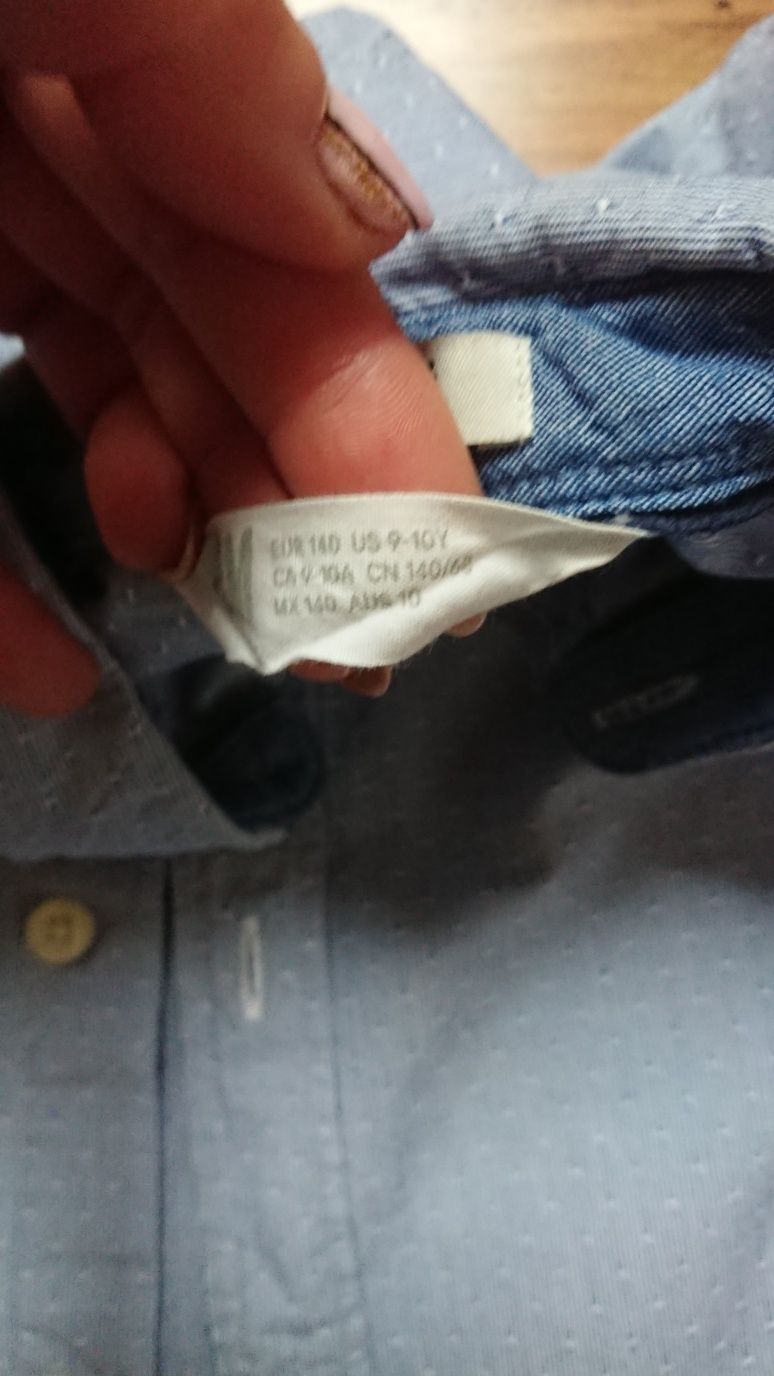 EUR 140 US 9-10Y
CA 9-10A CN 140/68
MX 140 AUS 10